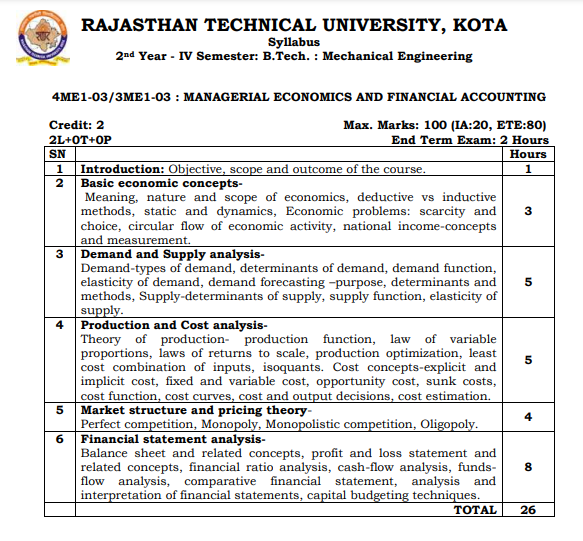 RAJASTHAN TECHNICAL UNIVERSITY, KOTA
Syllabus
2nd Year - IV Semester: B.Tech. : Mechanical Engineering
4ME1-03/3ME1-03 : MANAGERIAL ECONOMICS AND FINANCIAL ACCOUNTING
Credit: 2 Max. Marks: 100 (IA:20, ETE:80)
2L+0T+0P End Term Exam: 2 Hours
SN Hours
1 Introduction: Objective, scope and outcome of the course. 1
2 Basic economic concepts-
Meaning, nature and scope of economics, deductive vs inductive
methods, static and dynamics, Economic problems: scarcity and
choice, circular flow of economic activity, national income-concepts
and measurement.
3
3 Demand and Supply analysis-
Demand-types of demand, determinants of demand, demand function,
elasticity of demand, demand forecasting –purpose, determinants and
methods, Supply-determinants of supply, supply function, elasticity of
supply.
5
4 Production and Cost analysis-
Theory of production- production function, law of variable
proportions, laws of returns to scale, production optimization, least
cost combination of inputs, isoquants. Cost concepts-explicit and
implicit cost, fixed and variable cost, opportunity cost, sunk costs,
cost function, cost curves, cost and output decisions, cost estimation.
5
5 Market structure and pricing theory-
Perfect competition, Monopoly, Monopolistic competition, Oligopoly.
4
6 Financial statement analysis-
Balance sheet and related concepts, profit and loss statement and
related concepts, financial ratio analysis, cash-flow analysis, funds-
flow analysis, comparative financial statement, analysis and
interpretation of financial statements, capital budgeting techniques.
8
TOTAL 26